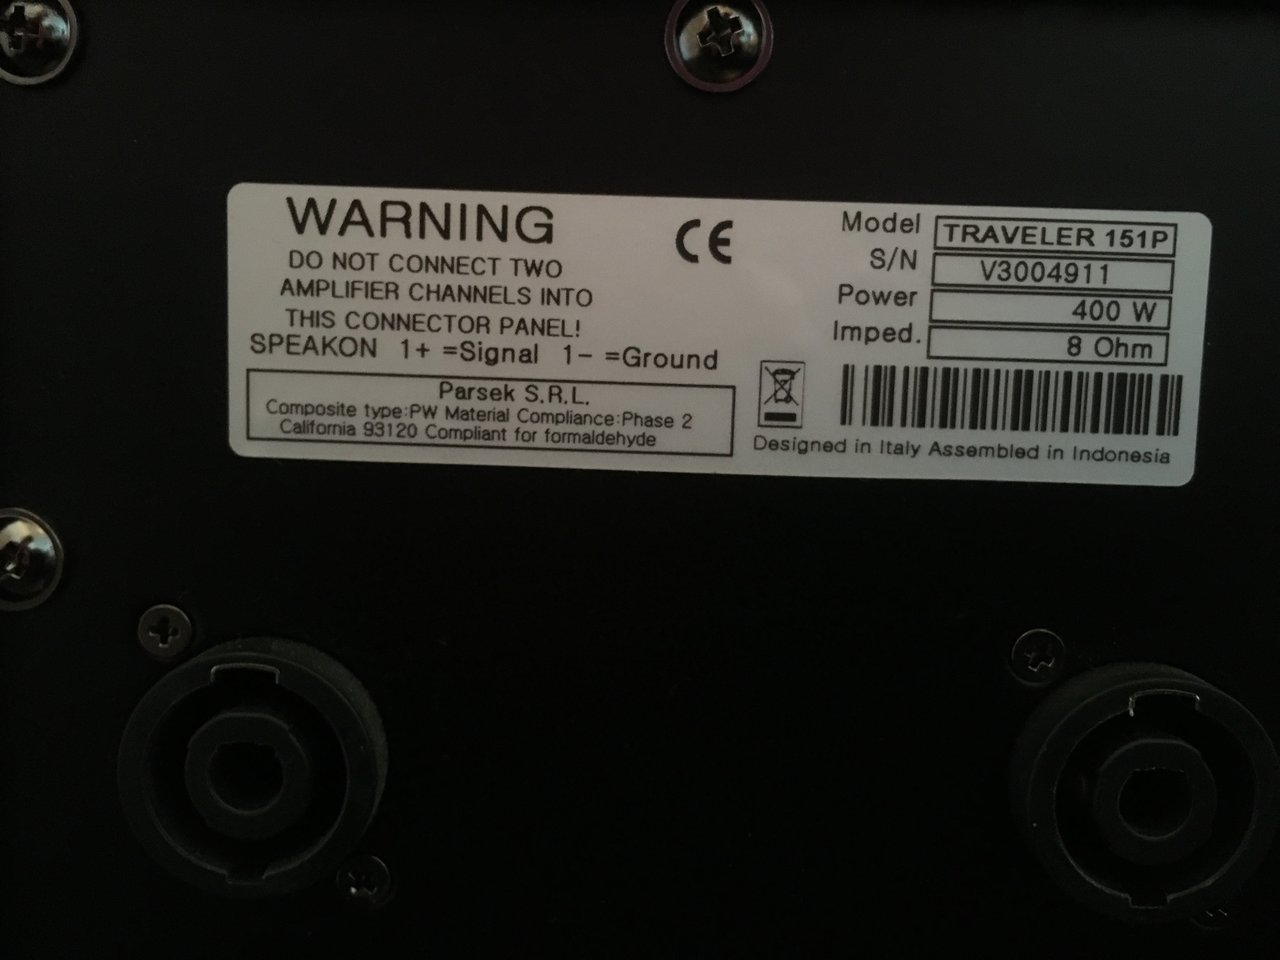 WARNING
DO NOT CONNECT TWO
AMPLIFIER CHANNELS INTO
THIS CONNECTOR PANEL!
SPEAKON 1+ =Signal 1- =Ground
Parsek S.R.L.
Composite type:PW Material Compliance:Phase 2
California 93120 Compliant for formaldehyde
CE
Model TRAVELER 151P
S/N V3004911
Power 400 W
Imped. 8 Ohm
Designed in Italy Assembled in Indonesia